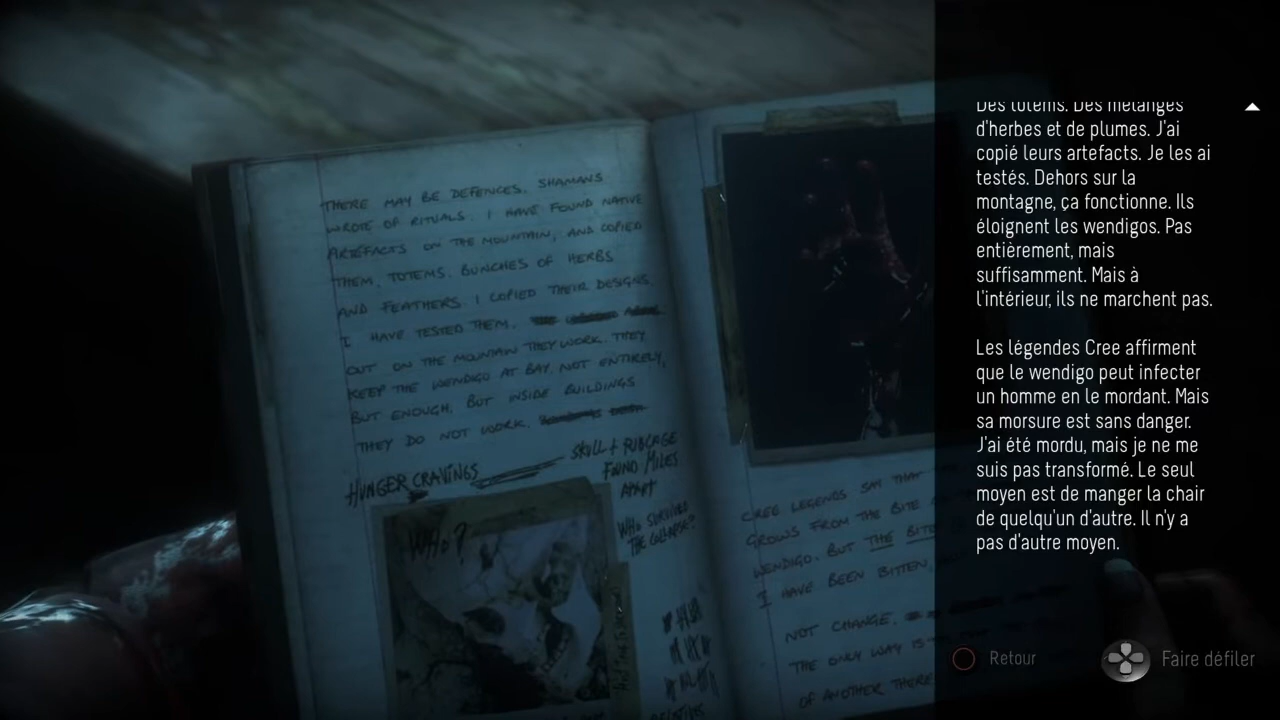 THERE MAY BE DEFENCES. SHAMANS
WROTE OF RITUALS. I HAVE FOUND NATIVE
ARTEFACTS ON THE MOUNTAIN, AND COPIED
THEM. TOTEMS. BUNCHES OF HERBS
AND FEATHERS. I COPIED THEIR DESIGNS.
I HAVE TESTED THEM.
OUT ON THE MOUNTAIN THEY WORK. THEY
KEEP THE WENDIGO AT BAY. NOT ENTIRELY,
BUT ENOUGH. BUT INSIDE BUILDINGS
THEY DO NOT WORK.
HUNGER CRAVINGS
SKULL + RIBCAGE
FOUND MILES
APART
WHO?
WHO SURVIVED
THE COLLAPSE?
CREE LEGENDS SAY THAT
GROWS FROM THE BITE
WENDIGO. BUT THE BITE
I HAVE BEEN BITTEN,
NOT CHANGE.
THE ONLY WAY IS
OF ANOTHER THERE
Des totems. Des mélanges
d'herbes et de plumes. J'ai
copié leurs artefacts. Je les ai
testés. Dehors sur la
montagne, ça fonctionne. Ils
éloignent les wendigos. Pas
entièrement, mais
suffisamment. Mais à
l'intérieur, ils ne marchent pas.
Les légendes Cree affirment
que le wendigo peut infecter
un homme en le mordant. Mais
sa morsure est sans danger.
J'ai été mordu, mais je ne me
suis pas transformé. Le seul
moyen est de manger la chair
de quelqu'un d'autre. Il n'y a
pas d'autre moyen.
Retour
Faire défiler